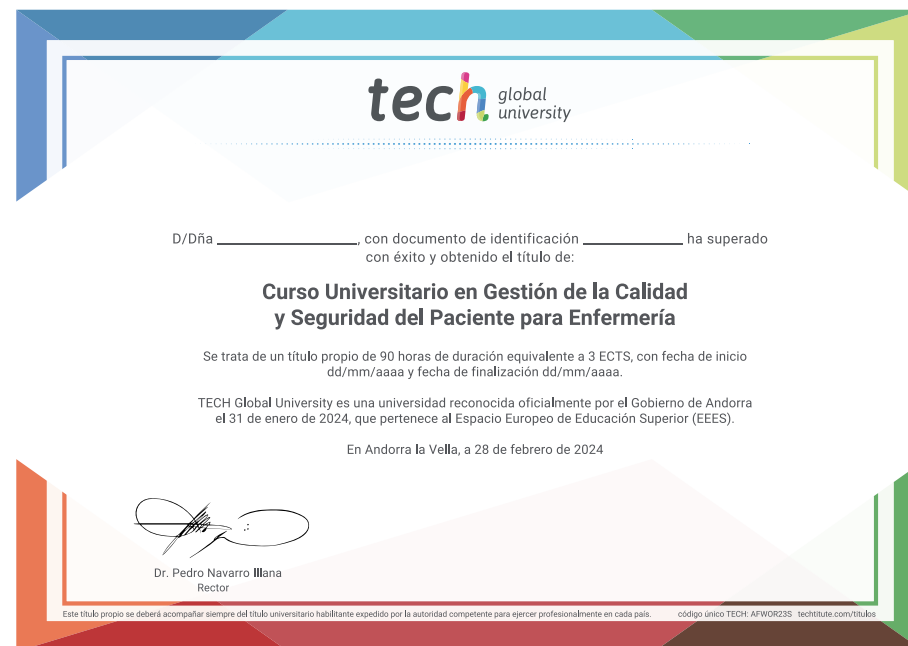 tech global university
D/Dña ____________________, con documento de identificación ______________ ha superado
con éxito y obtenido el título de:
Curso Universitario en Gestión de la Calidad
y Seguridad del Paciente para Enfermería
Se trata de un título propio de 90 horas de duración equivalente a 3 ECTS, con fecha de inicio
dd/mm/aaaa y fecha de finalización dd/mm/aaaa.
TECH Global University es una universidad reconocida oficialmente por el Gobierno de Andorra
el 31 de enero de 2024, que pertenece al Espacio Europeo de Educación Superior (EEES).
En Andorra la Vella, a 28 de febrero de 2024
Dr. Pedro Navarro Illana
Rector
Este título propio se deberá acompañar siempre del título universitario habilitante expedido por la autoridad competente para ejercer profesionalmente en cada país. código único TECH: AFWOR23S techtitute.com/titulos